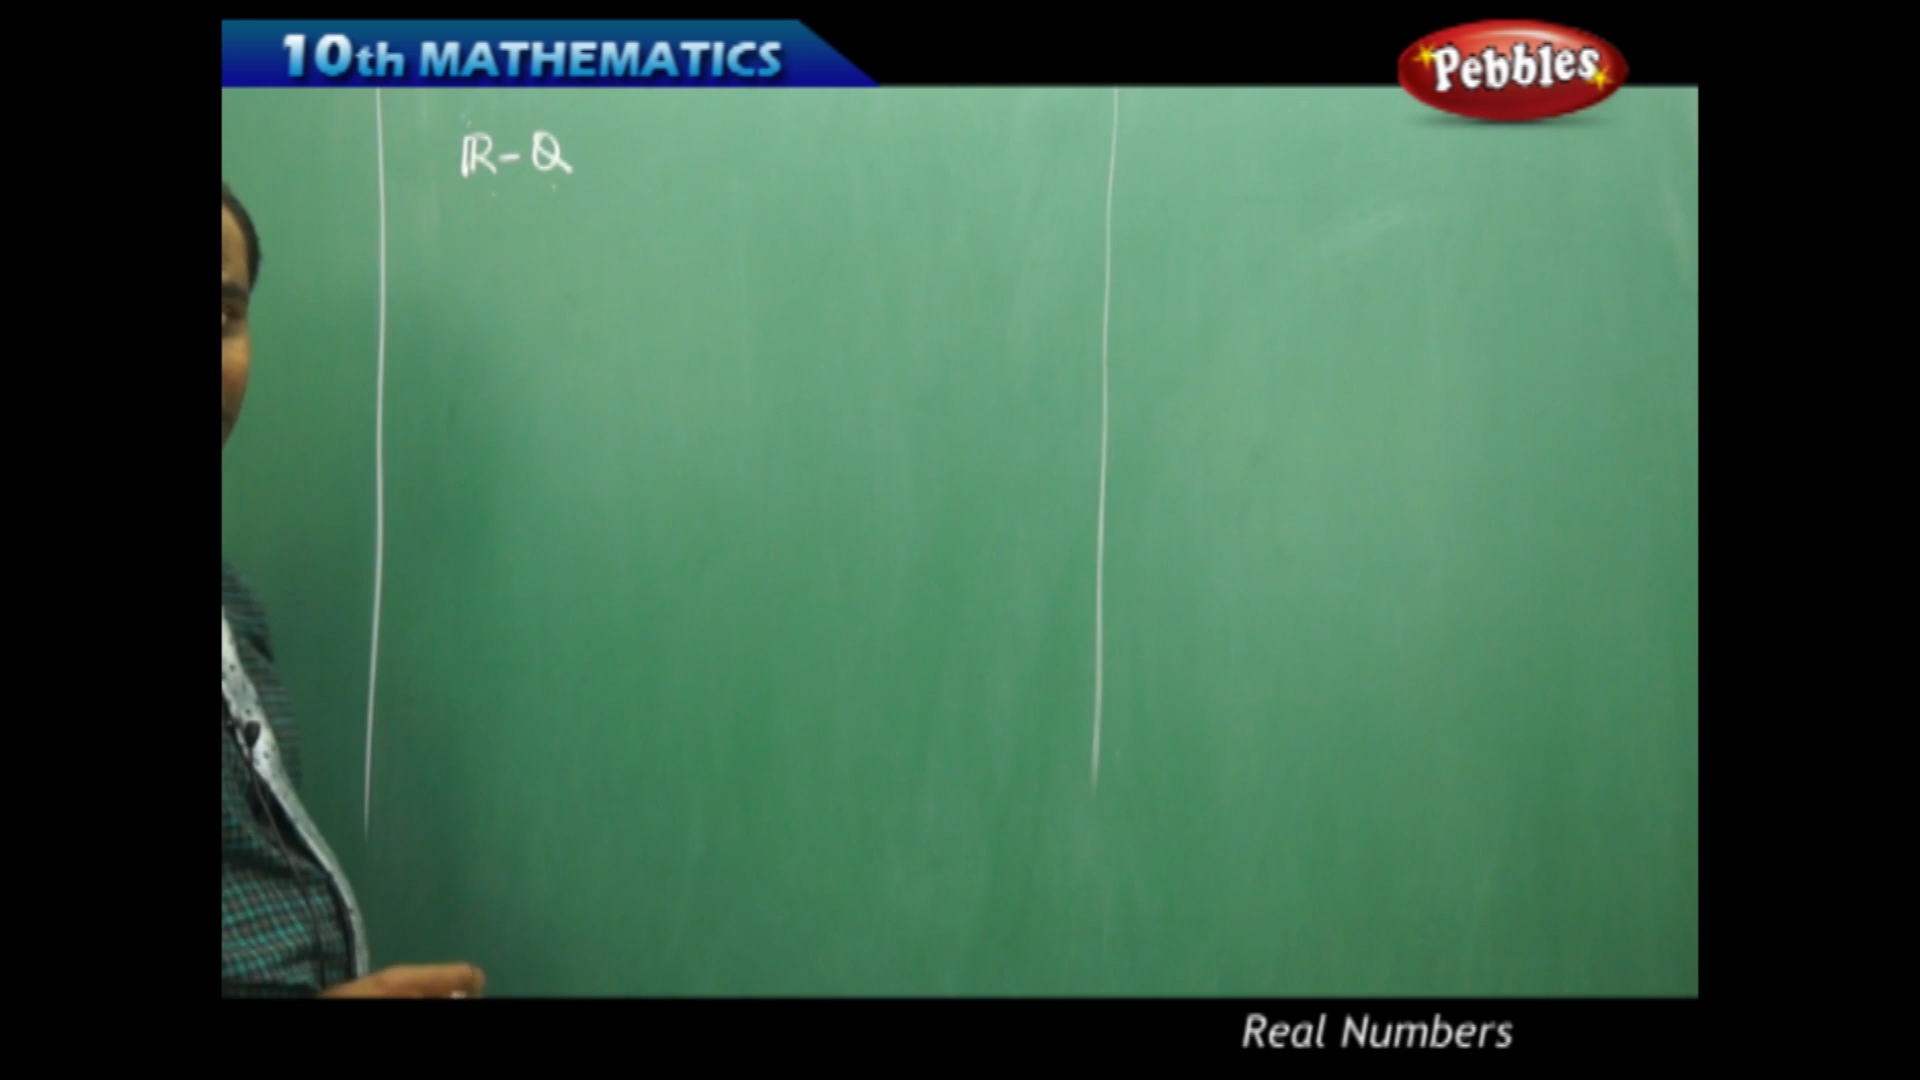 10th MATHEMATICS
Pebbles
ℝ - Q
Real Numbers